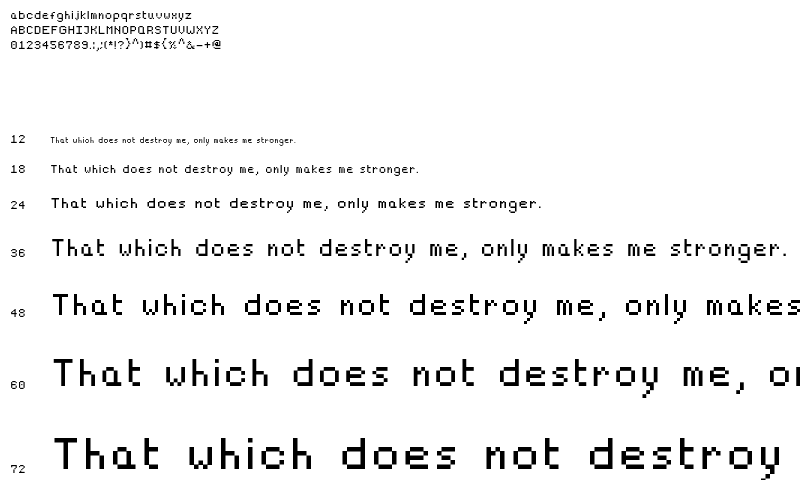 abcdefghijklmnopqrstuvwxyz
ABCDEFGHIJKLMNOPQRSTUVWXYZ
0123456789.:,;(*!?}^)#${%^&-+@
12 That which does not destroy me, only makes me stronger.
18 That which does not destroy me, only makes me stronger.
24 That which does not destroy me, only makes me stronger.
36 That which does not destroy me, only makes me stronger.
48 That which does not destroy me, only makes
60 That which does not destroy me, on
72 That which does not destroy